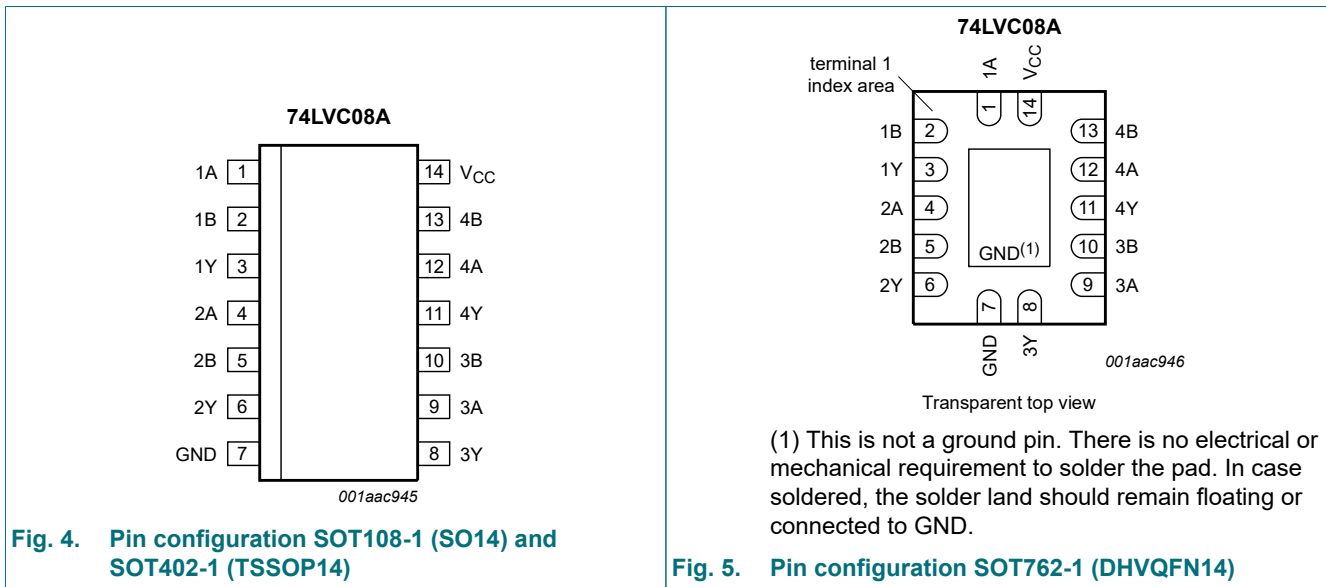 74LVC08A
1A 1 14 VCC
1B 2 13 4B
1Y 3 12 4A
2A 4 11 4Y
2B 5 10 3B
2Y 6 9 3A
GND 7 8 3Y
001aac945
Fig. 4. Pin configuration SOT108-1 (SO14) and
SOT402-1 (TSSOP14)
74LVC08A
terminal 1
index area
1A VCC
1 14
1B 2 13 4B
1Y 3 12 4A
2A 4 11 4Y
2B 5 10 3B
GND(1)
2Y 6 9 3A
7 8
GND 3Y
001aac946
Transparent top view
(1) This is not a ground pin. There is no electrical or
mechanical requirement to solder the pad. In case
soldered, the solder land should remain floating or
connected to GND.
Fig. 5. Pin configuration SOT762-1 (DHVQFN14)